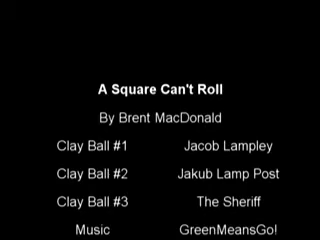 A Square Can't Roll
By Brent MacDonald
Clay Ball #1 Jacob Lampley
Clay Ball #2 Jakub Lamp Post
Clay Ball #3 The Sheriff
Music GreenMeansGo!